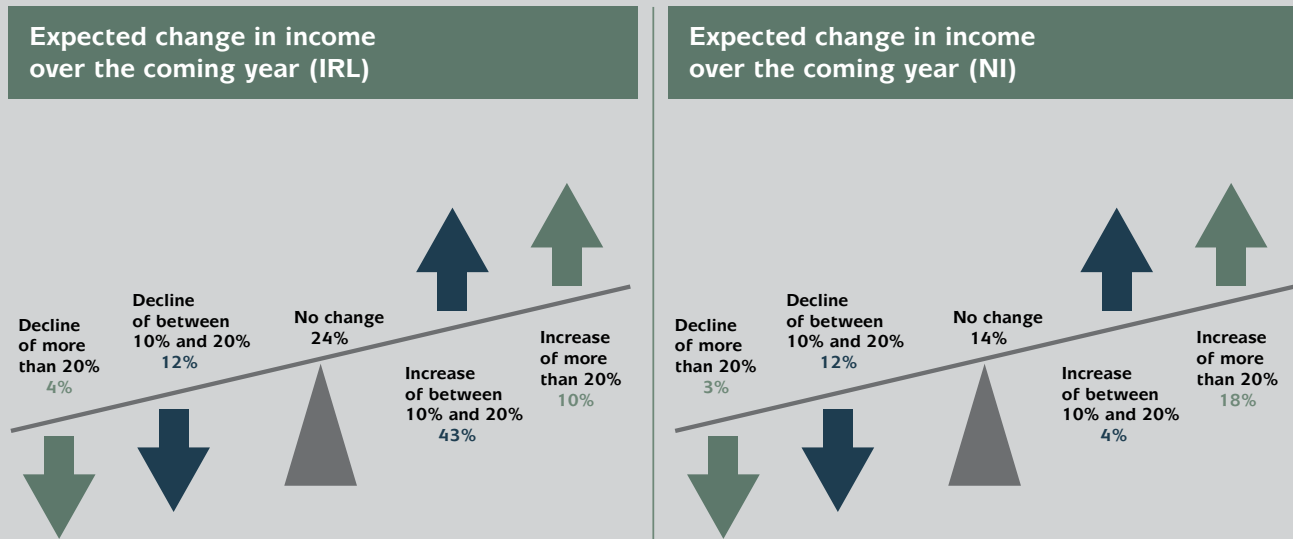 Expected change in income
over the coming year (IRL)
Decline
of more
than 20%
4%
Decline
of between
10% and 20%
12%
No change
24%
Increase
of between
10% and 20%
43%
Increase
of more
than 20%
10%
Expected change in income
over the coming year (NI)
Decline
of more
than 20%
3%
Decline
of between
10% and 20%
12%
No change
14%
Increase
of between
10% and 20%
4%
Increase
of more
than 20%
18%